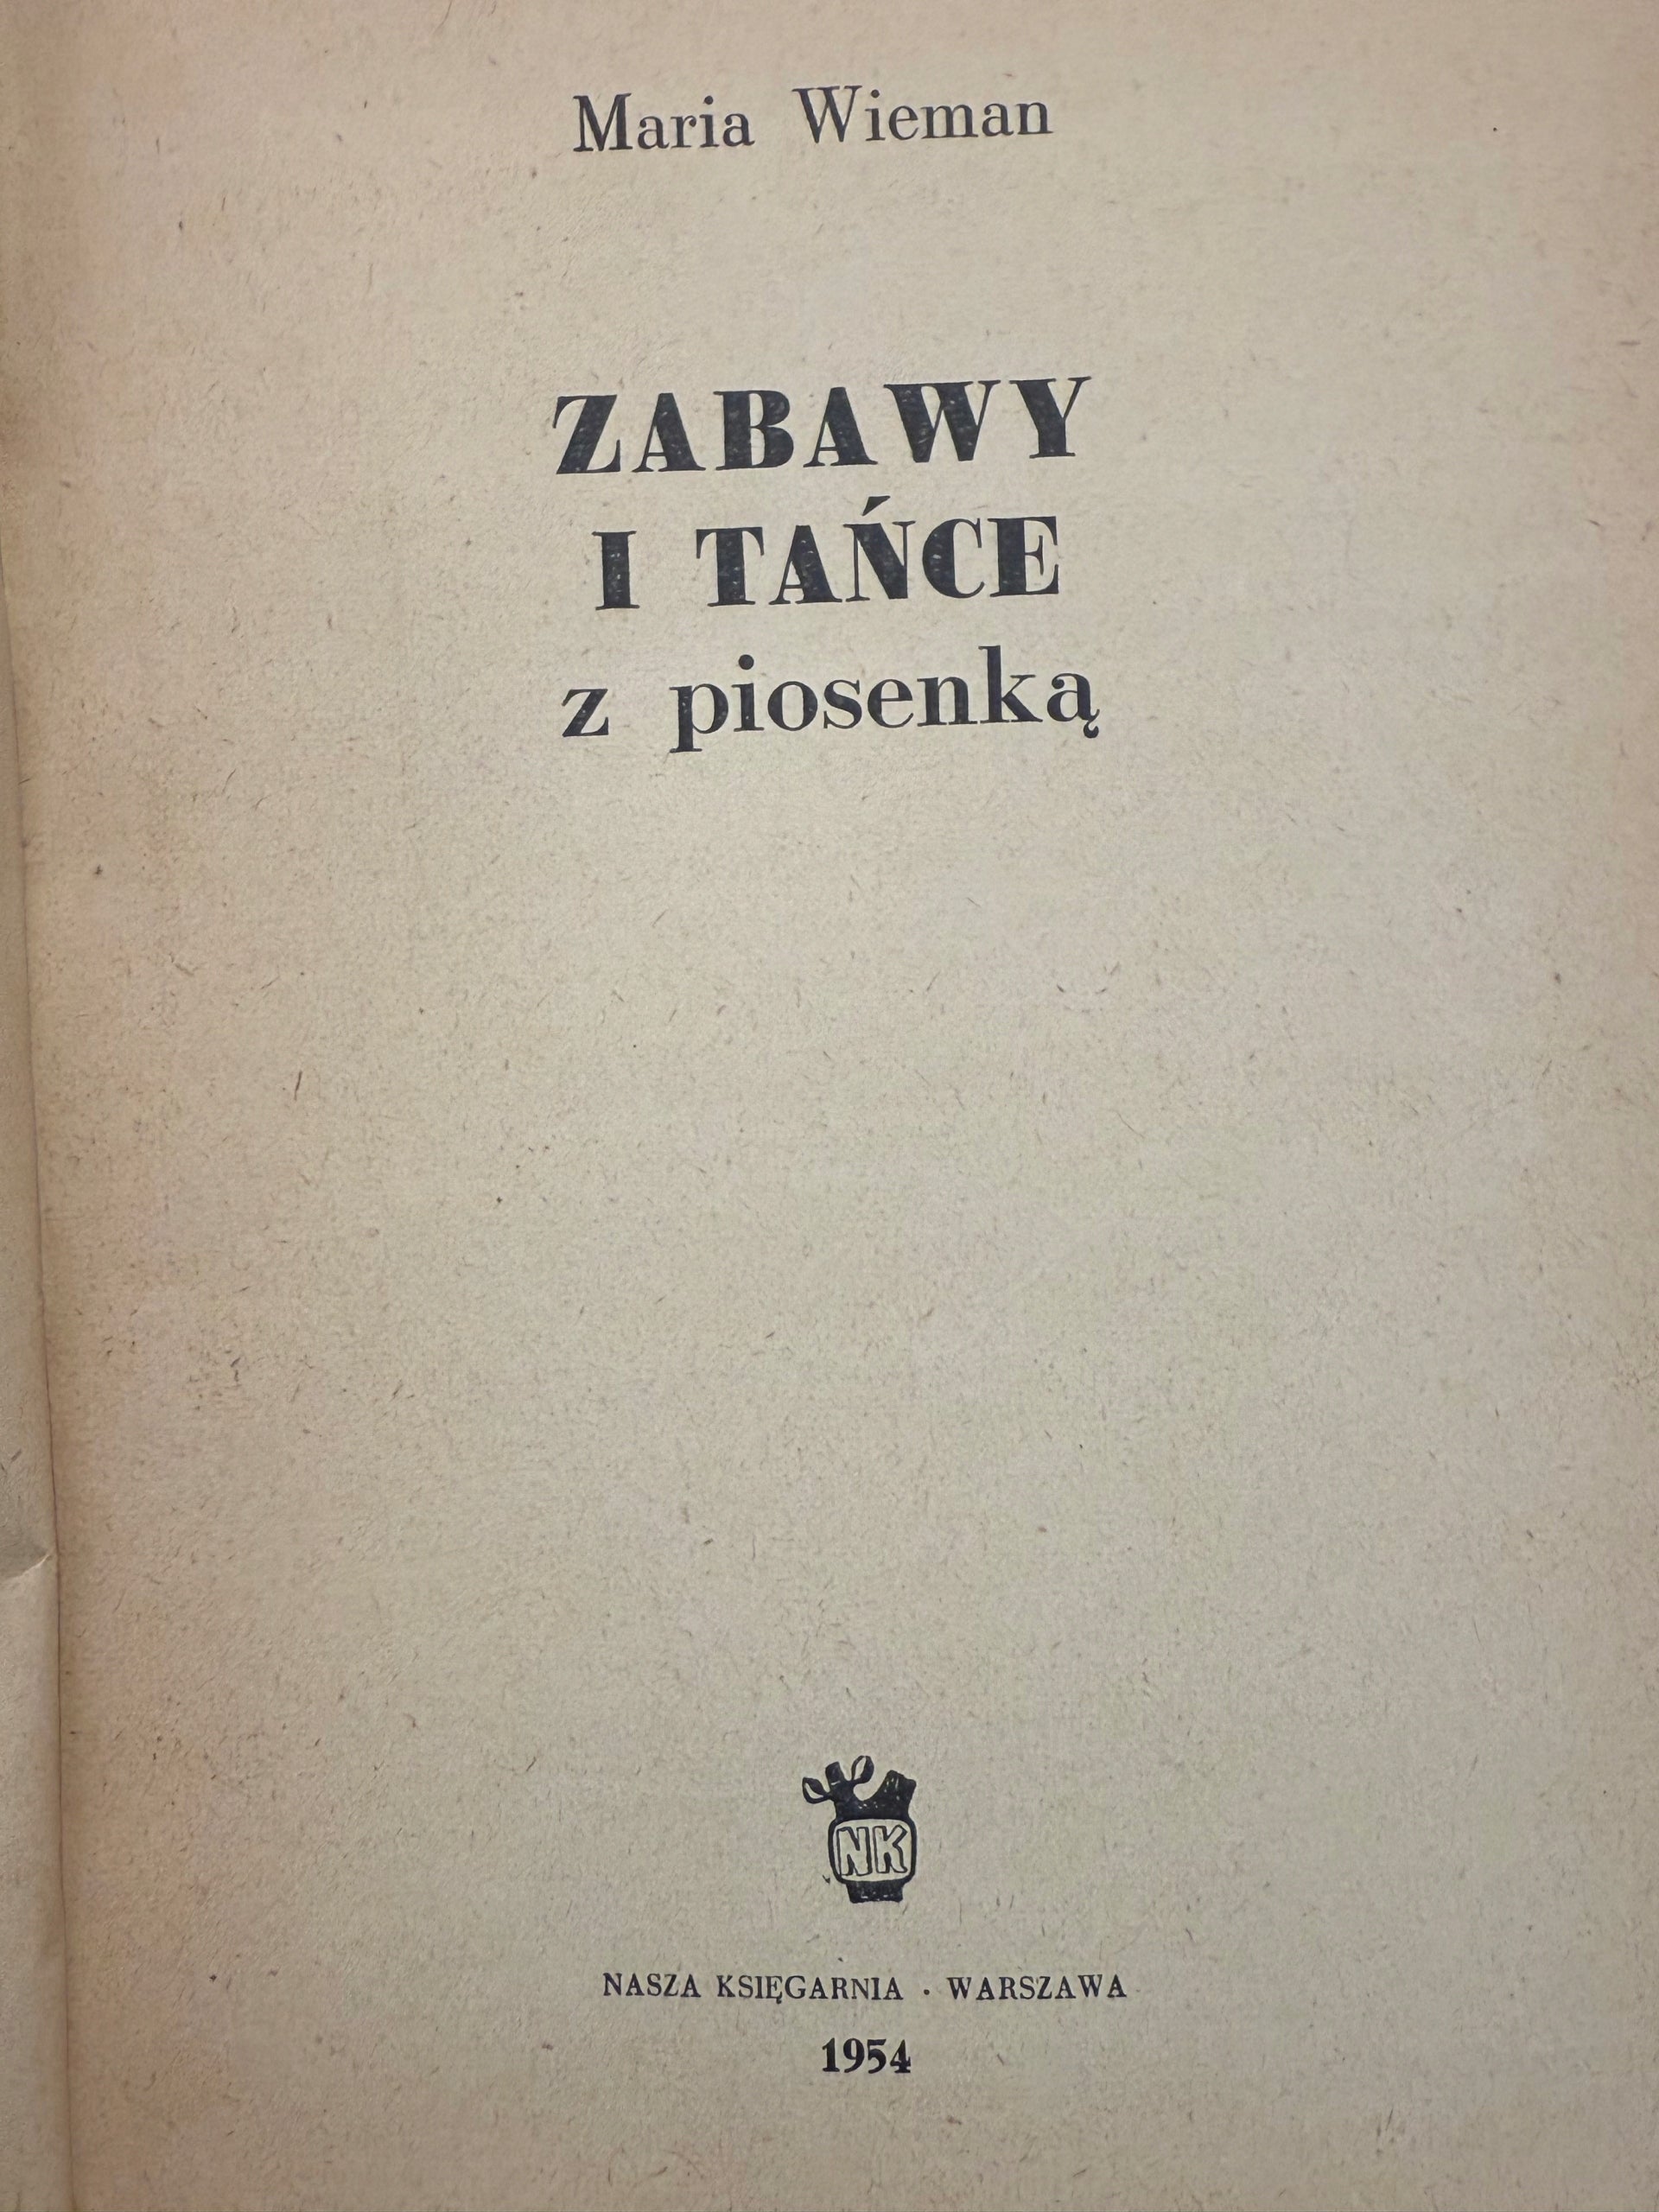 Maria Wieman
ZABAWY
I TAŃCE
z piosenką
NK
NASZA KSIĘGARNIA · WARSZAWA
1954